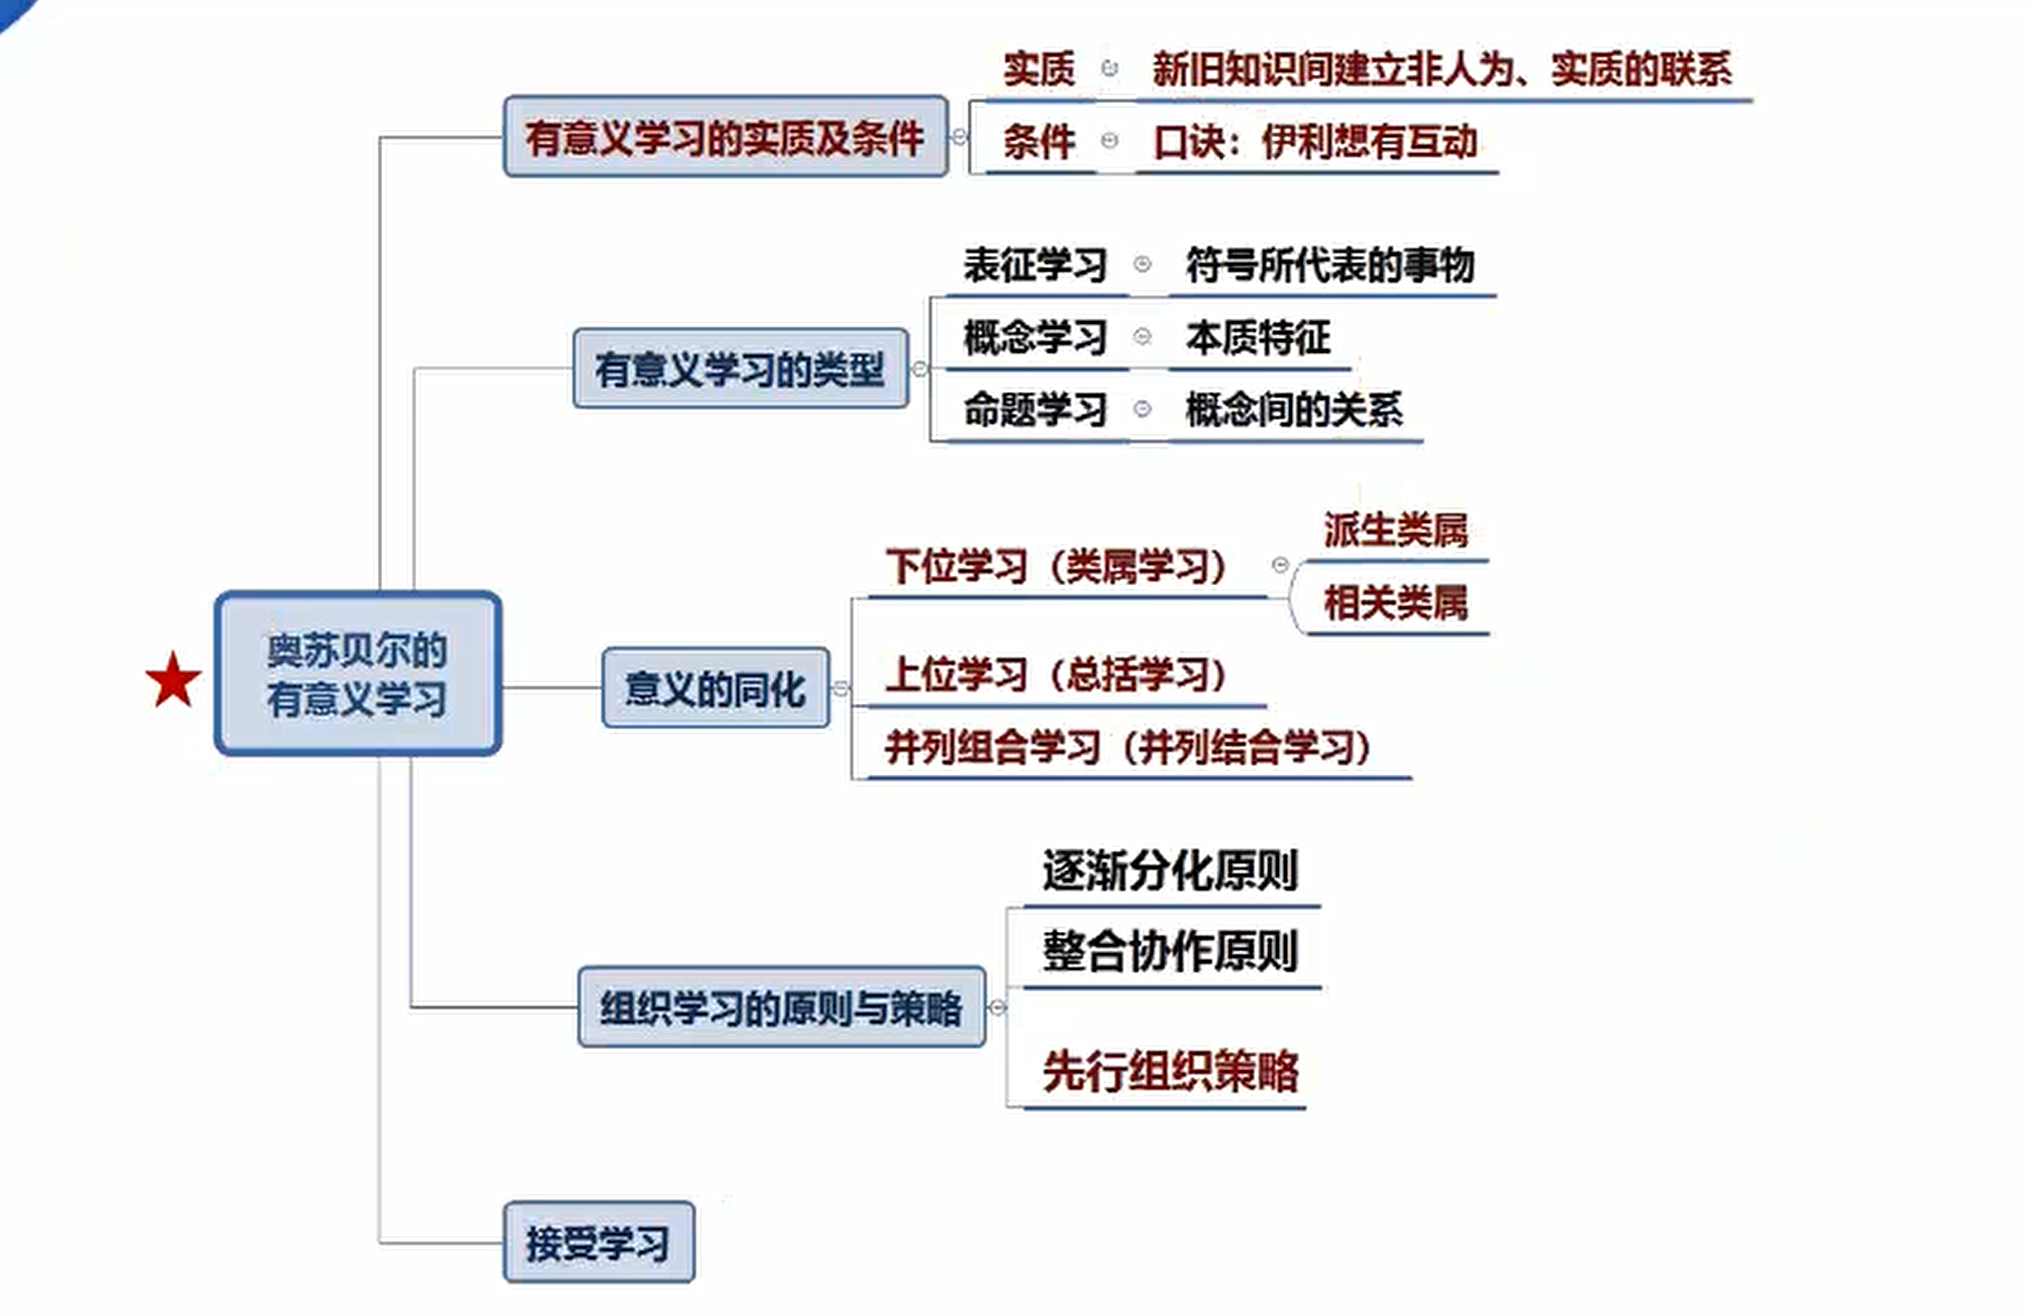 有意义学习的实质及条件
实质
新旧知识间建立非人为、实质的联系
条件
口诀：伊利想有互动
有意义学习的类型
表征学习
符号所代表的事物
概念学习
本质特征
命题学习
概念间的关系
奥苏贝尔的
有意义学习
意义的同化
下位学习（类属学习）
派生类属
相关类属
上位学习（总括学习）
并列组合学习（并列结合学习）
组织学习的原则与策略
逐渐分化原则
整合协作原则
先行组织策略
接受学习